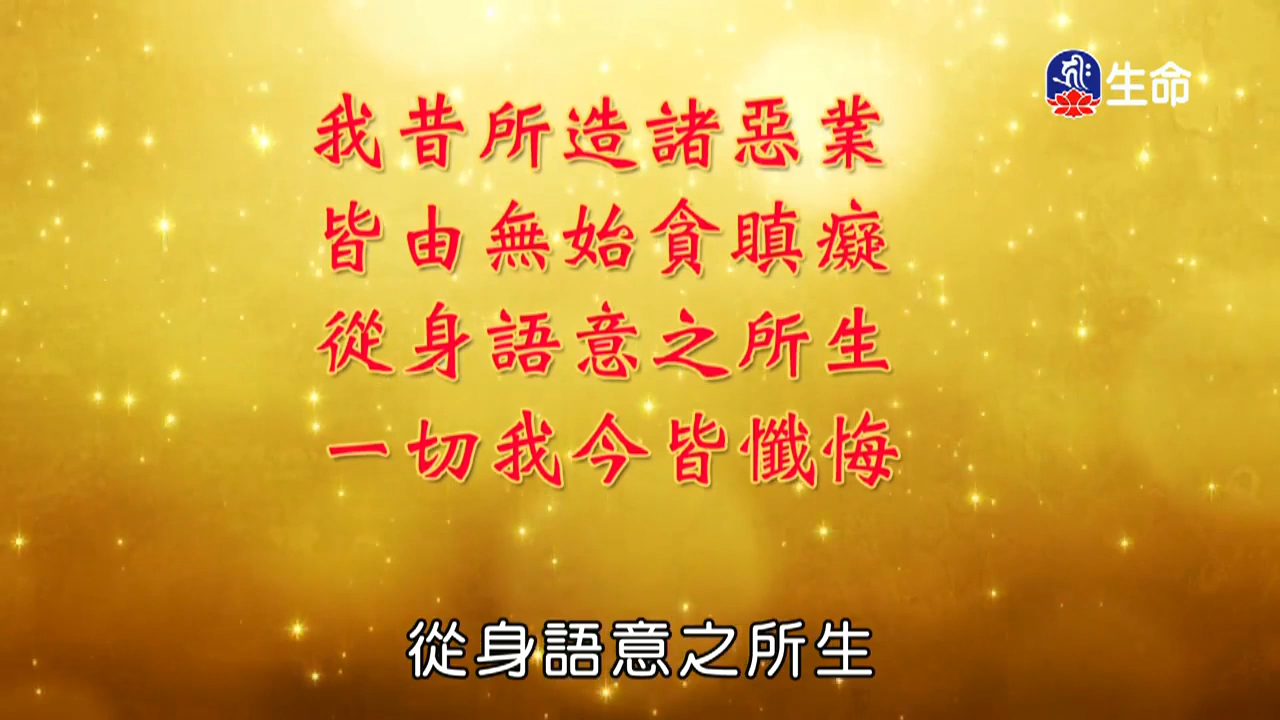 生命
我昔所造諸惡業
皆由無始貪瞋癡
從身語意之所生
一切我今皆懺悔
從身語意之所生